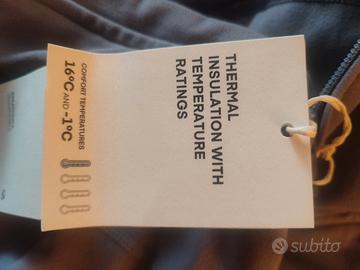 THERMAL
INSULATION WITH
TEMPERATURE
RATINGS
COMFORT TEMPERATURES
16°C AND -1°C
subito